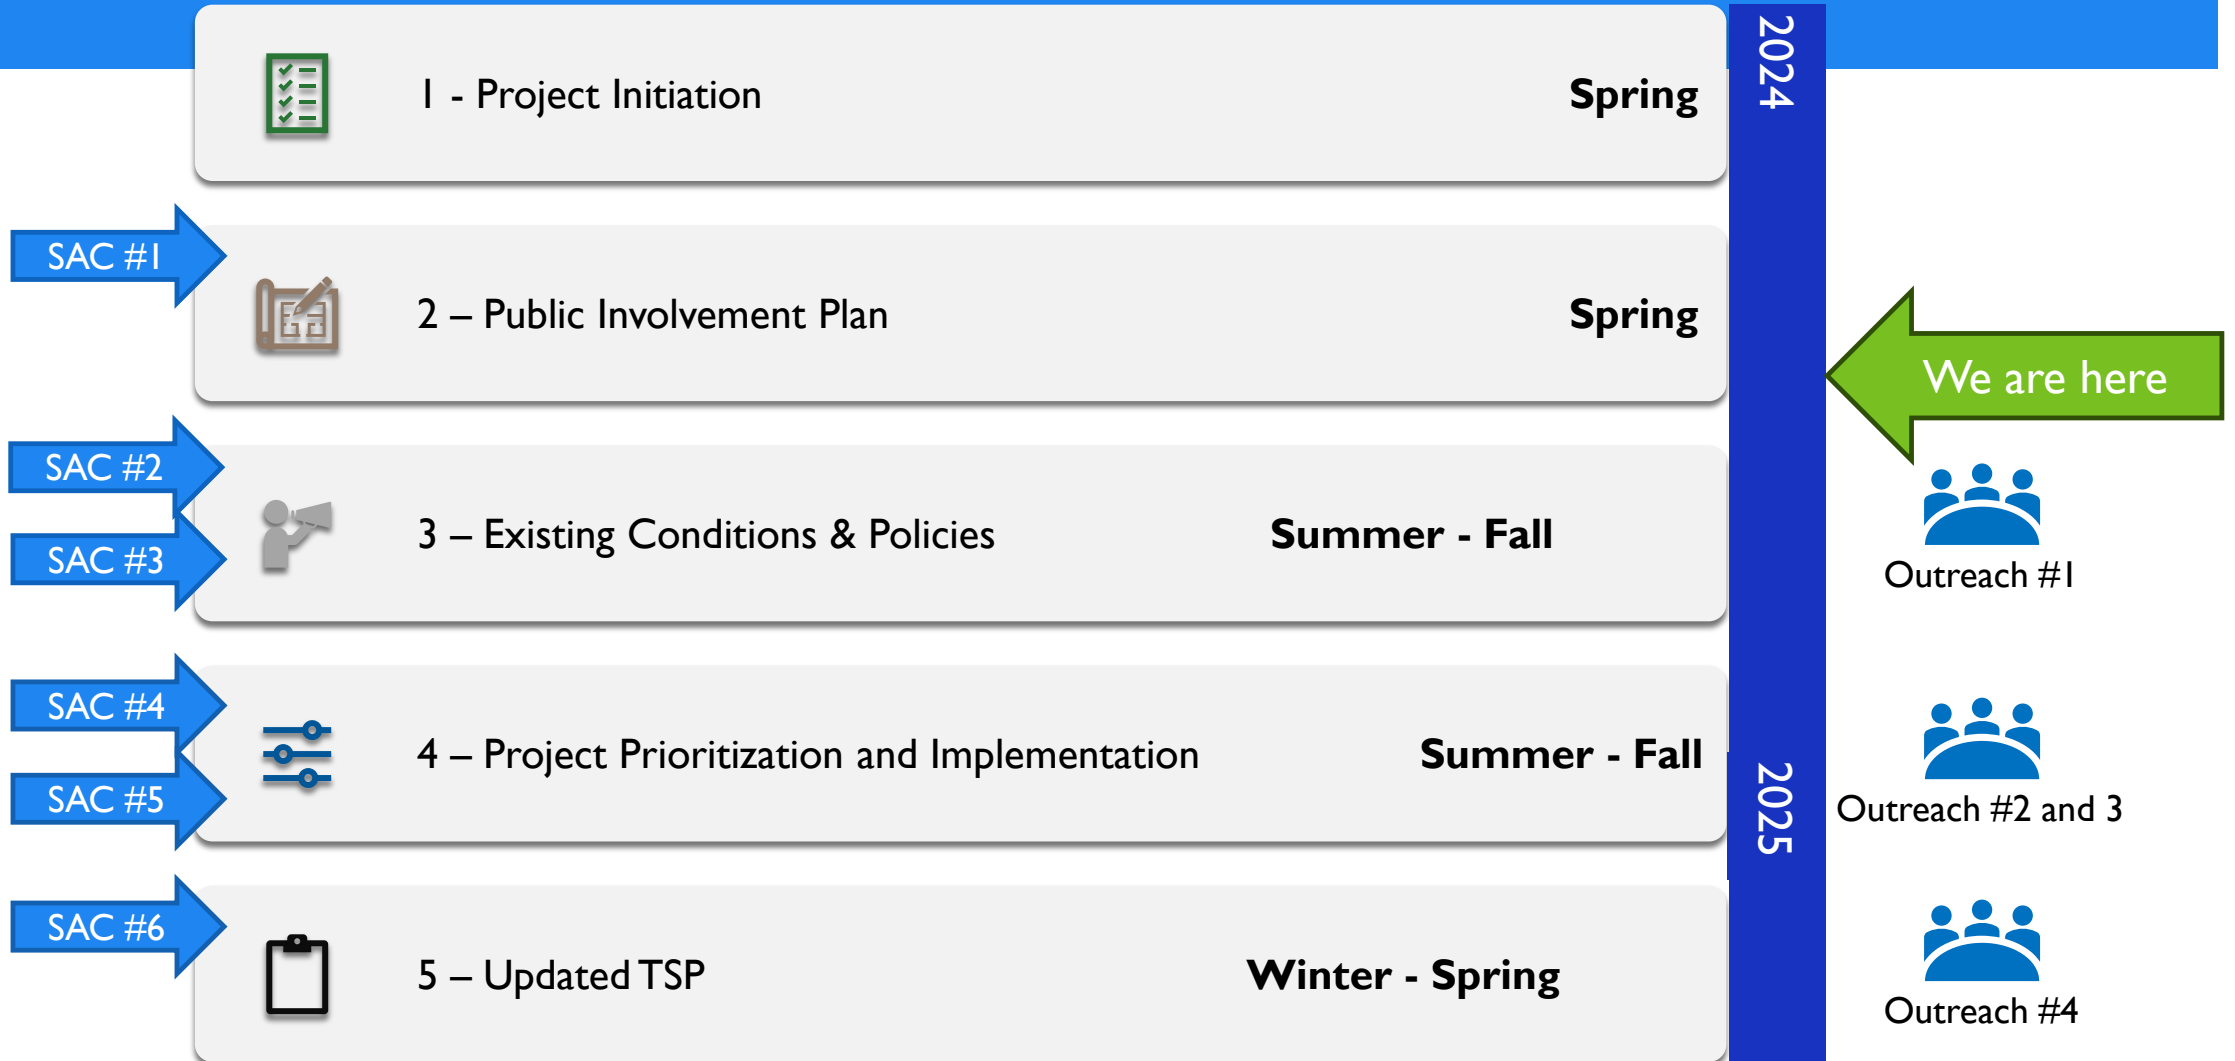 1 - Project Initiation
Spring
2024
SAC #1
2 – Public Involvement Plan
Spring
We are here
SAC #2
SAC #3
3 – Existing Conditions & Policies
Summer - Fall
Outreach #1
SAC #4
SAC #5
4 – Project Prioritization and Implementation
Summer - Fall
2025
Outreach #2 and 3
SAC #6
5 – Updated TSP
Winter - Spring
Outreach #4